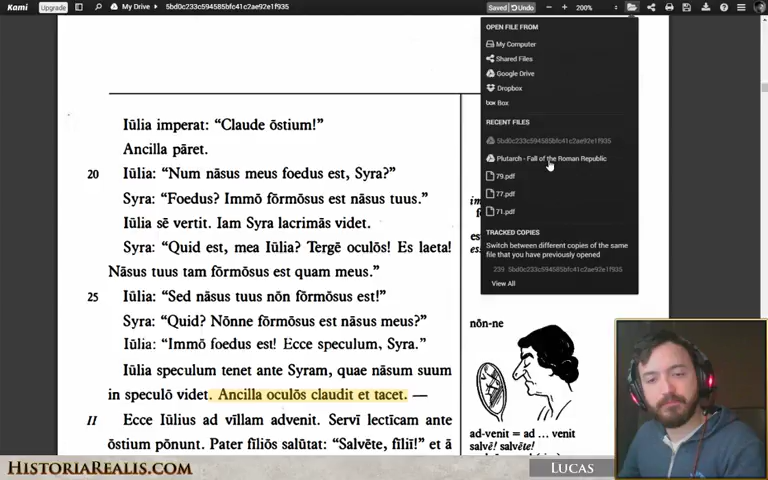 Kami Upgrade My Drive 5bd0c233c594585bfc41c2ae92e1f935 Saved Undo 200%
OPEN FILE FROM
My Computer
Shared Files
Google Drive
Dropbox
box Box
RECENT FILES
5bd0c233c594585bfc41c2ae92e1f935
Plutarch - Fall of the Roman Republic
79.pdf
77.pdf
71.pdf
TRACKED COPIES
Switch between different copies of the same
file that you have previously opened
239 5bd0c233c594585bfc41c2ae92e1f935
View All
Iūlia imperat: “Claude ōstium!”
Ancilla pāret.
20 Iūlia: “Num nāsus meus foedus est, Syra?”
Syra: “Foedus? Immō fōrmōsus est nāsus tuus.”
Iūlia sē vertit. Iam Syra lacrimās videt.
Syra: “Quid est, mea Iūlia? Tergē oculōs! Es laeta!
Nāsus tuus tam fōrmōsus est quam meus.”
25 Iūlia: “Sed nāsus tuus nōn fōrmōsus est!”
Syra: “Quid? Nōnne fōrmōsus est nāsus meus?”
Iūlia: “Immō foedus est! Ecce speculum, Syra.”
Iūlia speculum tenet ante Syram, quae nāsum suum
in speculō videt. Ancilla oculōs claudit et tacet. —
II Ecce Iūlius ad vīllam advenit. Servī lectīcam ante
ōstium pōnunt. Pater fīliōs salūtat: “Salvēte, fīliī!” et ā
nōn-ne
ad-venit = ad ... venit
salvē! salvēte!
HISTORIAREALIS.COM
LUCAS